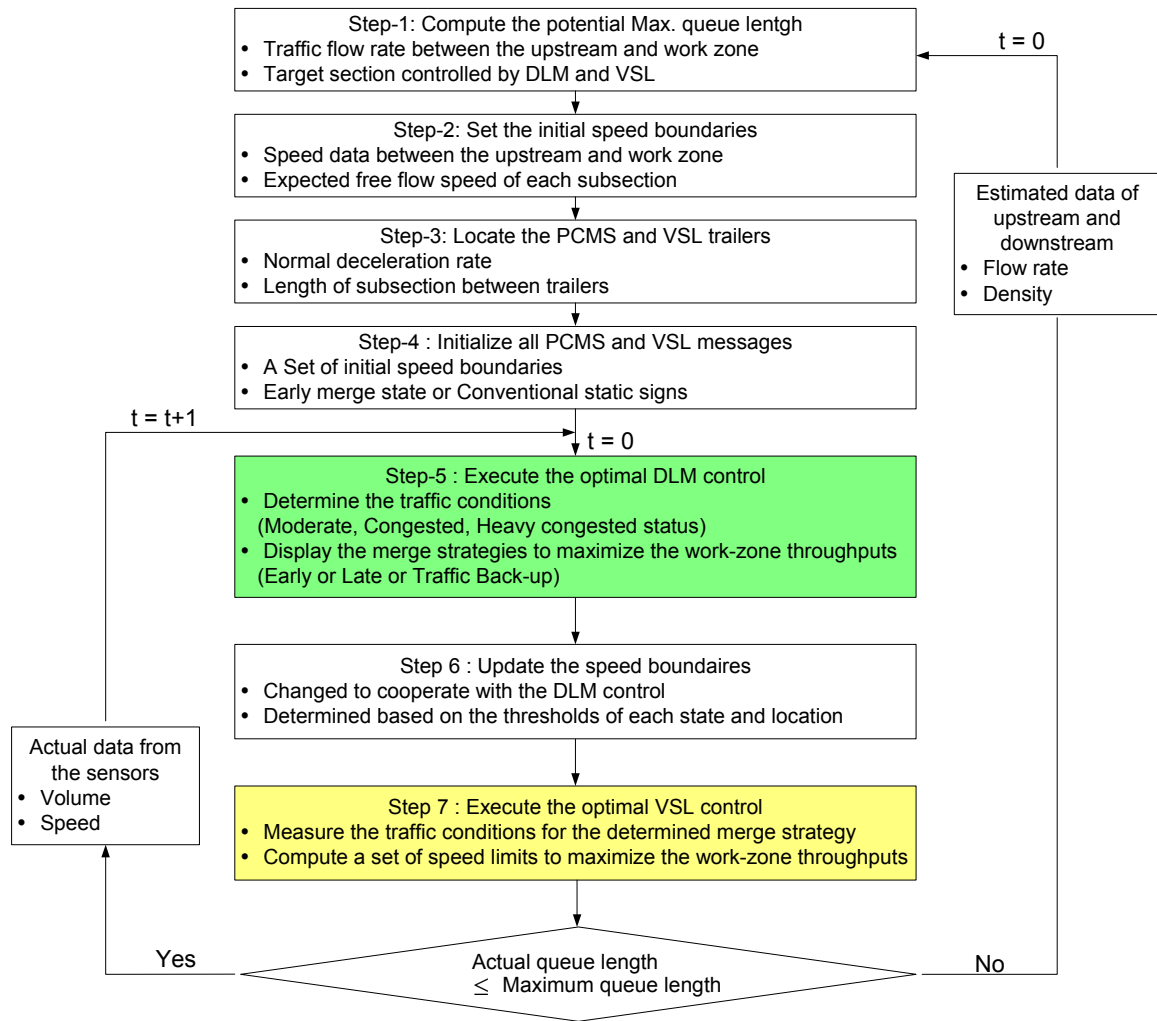 Step-1: Compute the potential Max. queue lentgh
• Traffic flow rate between the upstream and work zone
• Target section controlled by DLM and VSL
t = 0
Step-2: Set the initial speed boundaries
• Speed data between the upstream and work zone
• Expected free flow speed of each subsection
Estimated data of
upstream and
downstream
• Flow rate
• Density
Step-3: Locate the PCMS and VSL trailers
• Normal deceleration rate
• Length of subsection between trailers
Step-4 : Initialize all PCMS and VSL messages
• A Set of initial speed boundaries
• Early merge state or Conventional static signs
t = t+1
t = 0
Step-5 : Execute the optimal DLM control
• Determine the traffic conditions
(Moderate, Congested, Heavy congested status)
• Display the merge strategies to maximize the work-zone throughputs
(Early or Late or Traffic Back-up)
Step 6 : Update the speed boundaires
• Changed to cooperate with the DLM control
• Determined based on the thresholds of each state and location
Actual data from
the sensors
• Volume
• Speed
Step 7 : Execute the optimal VSL control
• Measure the traffic conditions for the determined merge strategy
• Compute a set of speed limits to maximize the work-zone throughputs
Yes
Actual queue length
≤ Maximum queue length
No